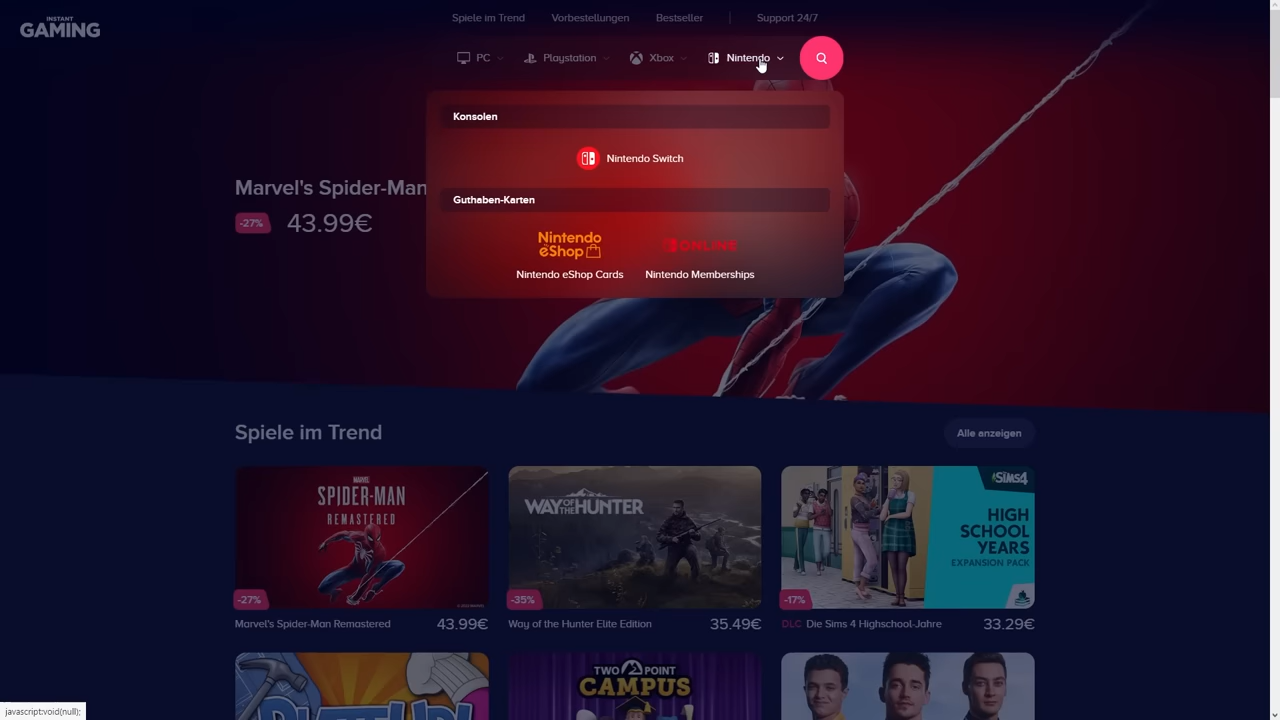 INSTANT
GAMING
Spiele im Trend
Vorbestellungen
Bestseller
Support 24/7
PC
Playstation
Xbox
Nintendo
Konsolen
Nintendo Switch
Guthaben-Karten
Nintendo
eShop
ONLINE
Nintendo eShop Cards
Nintendo Memberships
Marvel's Spider-Man
-27%
43.99€
Spiele im Trend
Alle anzeigen
MARVEL
SPIDER-MAN
REMASTERED
-27%
Marvel's Spider-Man Remastered
43.99€
WAY OF THE HUNTER
-35%
Way of the Hunter Elite Edition
35.49€
THE SIMS 4
HIGH
SCHOOL
YEARS
EXPANSION PACK
-17%
DLC Die Sims 4 Highschool-Jahre
33.29€
TWO POINT
CAMPUS
javascript:void(null);